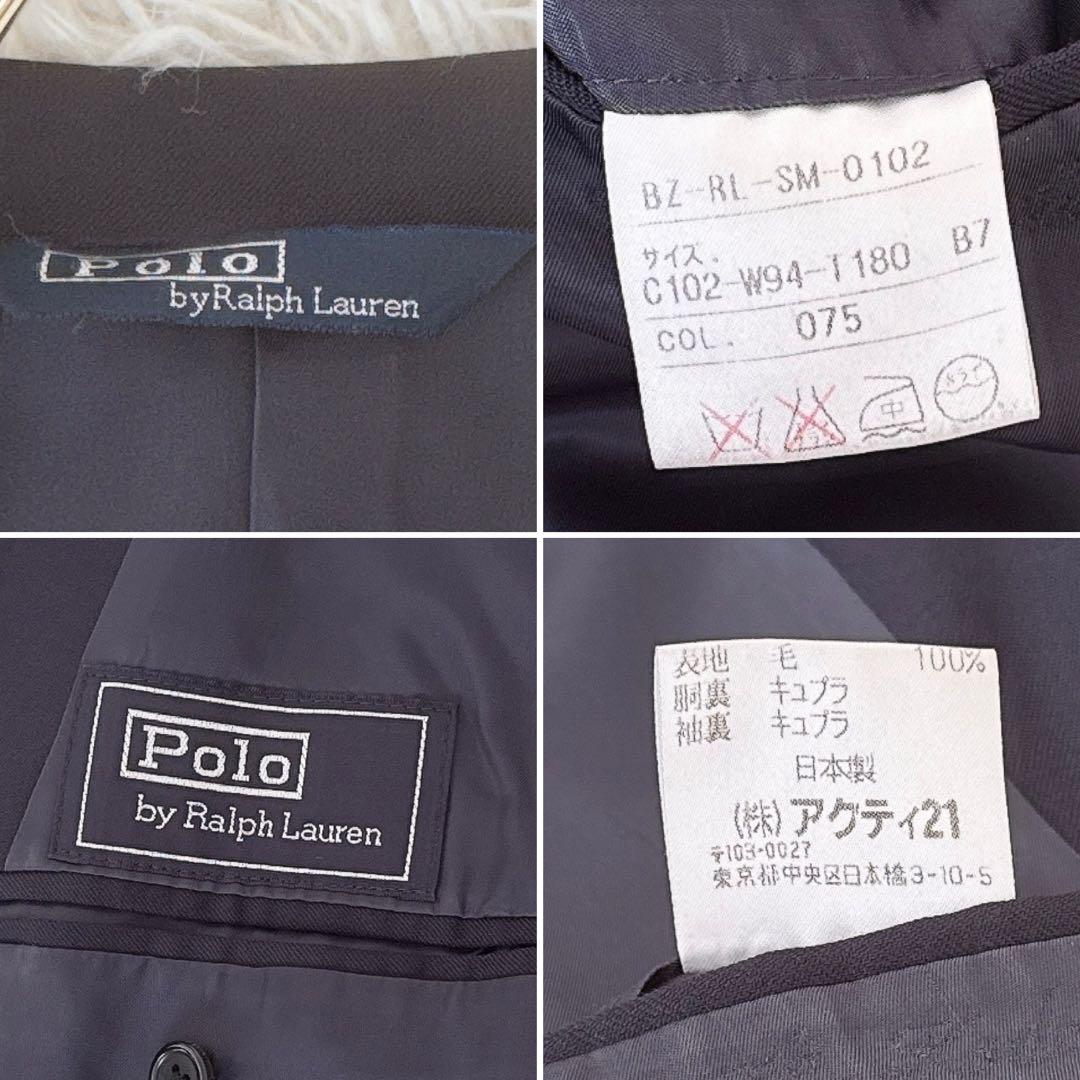 Polo
by Ralph Lauren
BZ-RL-SM-0102
サイズ.
C102-W94-T180 B7
COL. 075
中
Polo
by Ralph Lauren
表地 毛 100%
胴裏 キュプラ
袖裏 キュプラ
日本製
(株)アクティ21
〒103-0027
東京都中央区日本橋3-10-5